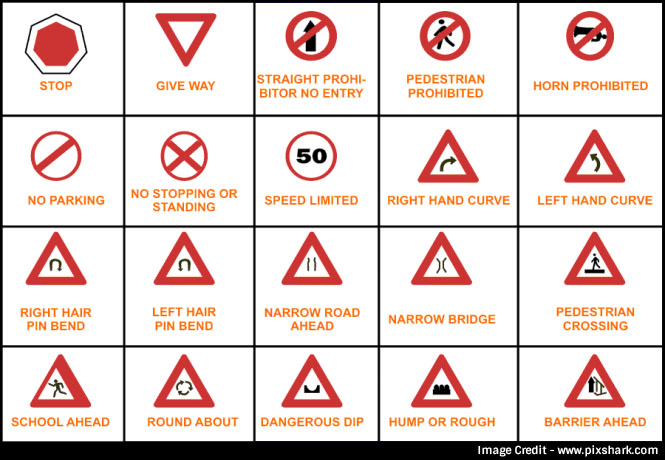 STOP
GIVE WAY
STRAIGHT PROHI-
BITOR NO ENTRY
PEDESTRIAN
PROHIBITED
HORN PROHIBITED
NO PARKING
NO STOPPING OR
STANDING
50
SPEED LIMITED
RIGHT HAND CURVE
LEFT HAND CURVE
RIGHT HAIR
PIN BEND
LEFT HAIR
PIN BEND
NARROW ROAD
AHEAD
NARROW BRIDGE
PEDESTRIAN
CROSSING
SCHOOL AHEAD
ROUND ABOUT
DANGEROUS DIP
HUMP OR ROUGH
BARRIER AHEAD
Image Credit - www.pixshark.com